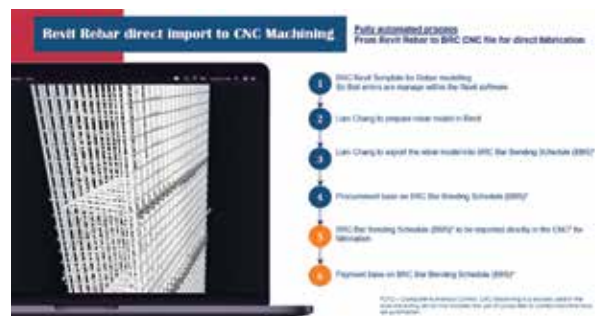 Revit Rebar direct import to CNC Machining
Fully automated process
From Revit Rebar to BRC CNC file for direct fabrication
1
BRC Revit Template for Rebar modelling
So that errors are manage within the Revit software
2
Lian Chang to prepare rebar model in Revit
3
Lian Chang to export the rebar model into BRC Bar Bending Schedule (BBS)*
4
Procurement base on BRC Bar Bending Schedule (BBS)*
5
BRC Bar Bending Schedule (BBS)* to be imported directly in the CNC* for
fabrication
6
Payment base on BRC Bar Bending Schedule (BBS)*